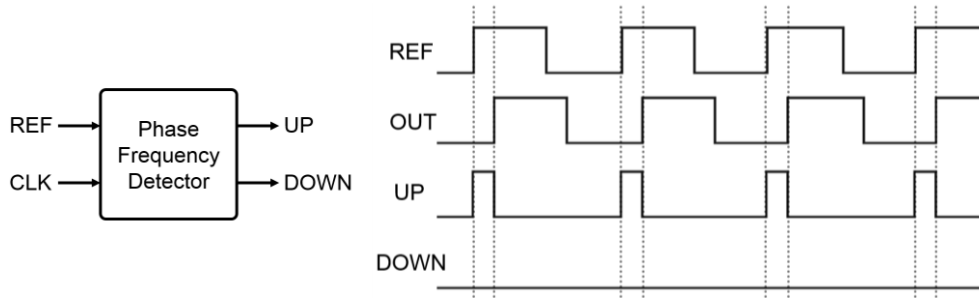 REF
CLK
Phase
Frequency
Detector
UP
DOWN
REF
OUT
UP
DOWN